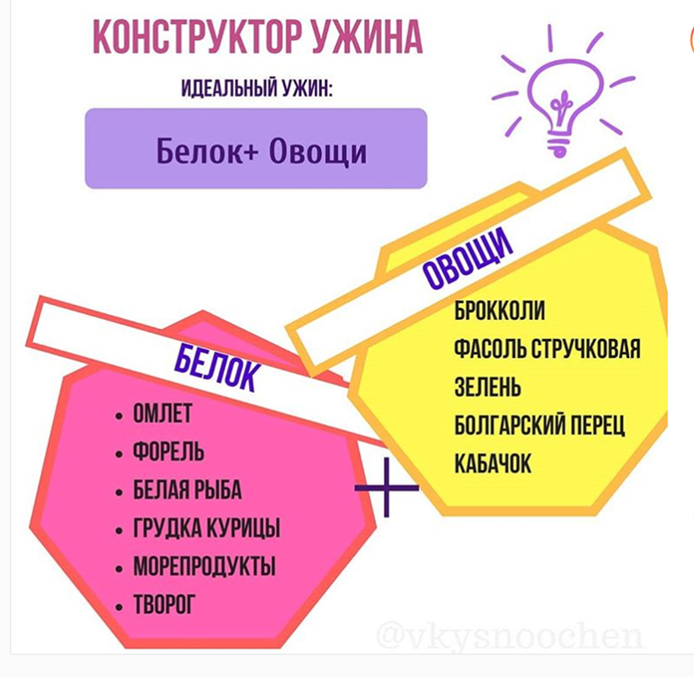 КОНСТРУКТОР УЖИНА
ИДЕАЛЬНЫЙ УЖИН:
Белок+ Овощи
ОВОЩИ
БРОККОЛИ
ФАСОЛЬ СТРУЧКОВАЯ
ЗЕЛЕНЬ
БОЛГАРСКИЙ ПЕРЕЦ
КАБАЧОК
БЕЛОК
• ОМЛЕТ
• ФОРЕЛЬ
• БЕЛАЯ РЫБА
• ГРУДКА КУРИЦЫ
• МОРЕПРОДУКТЫ
• ТВОРОГ
+
@vkysnoochen